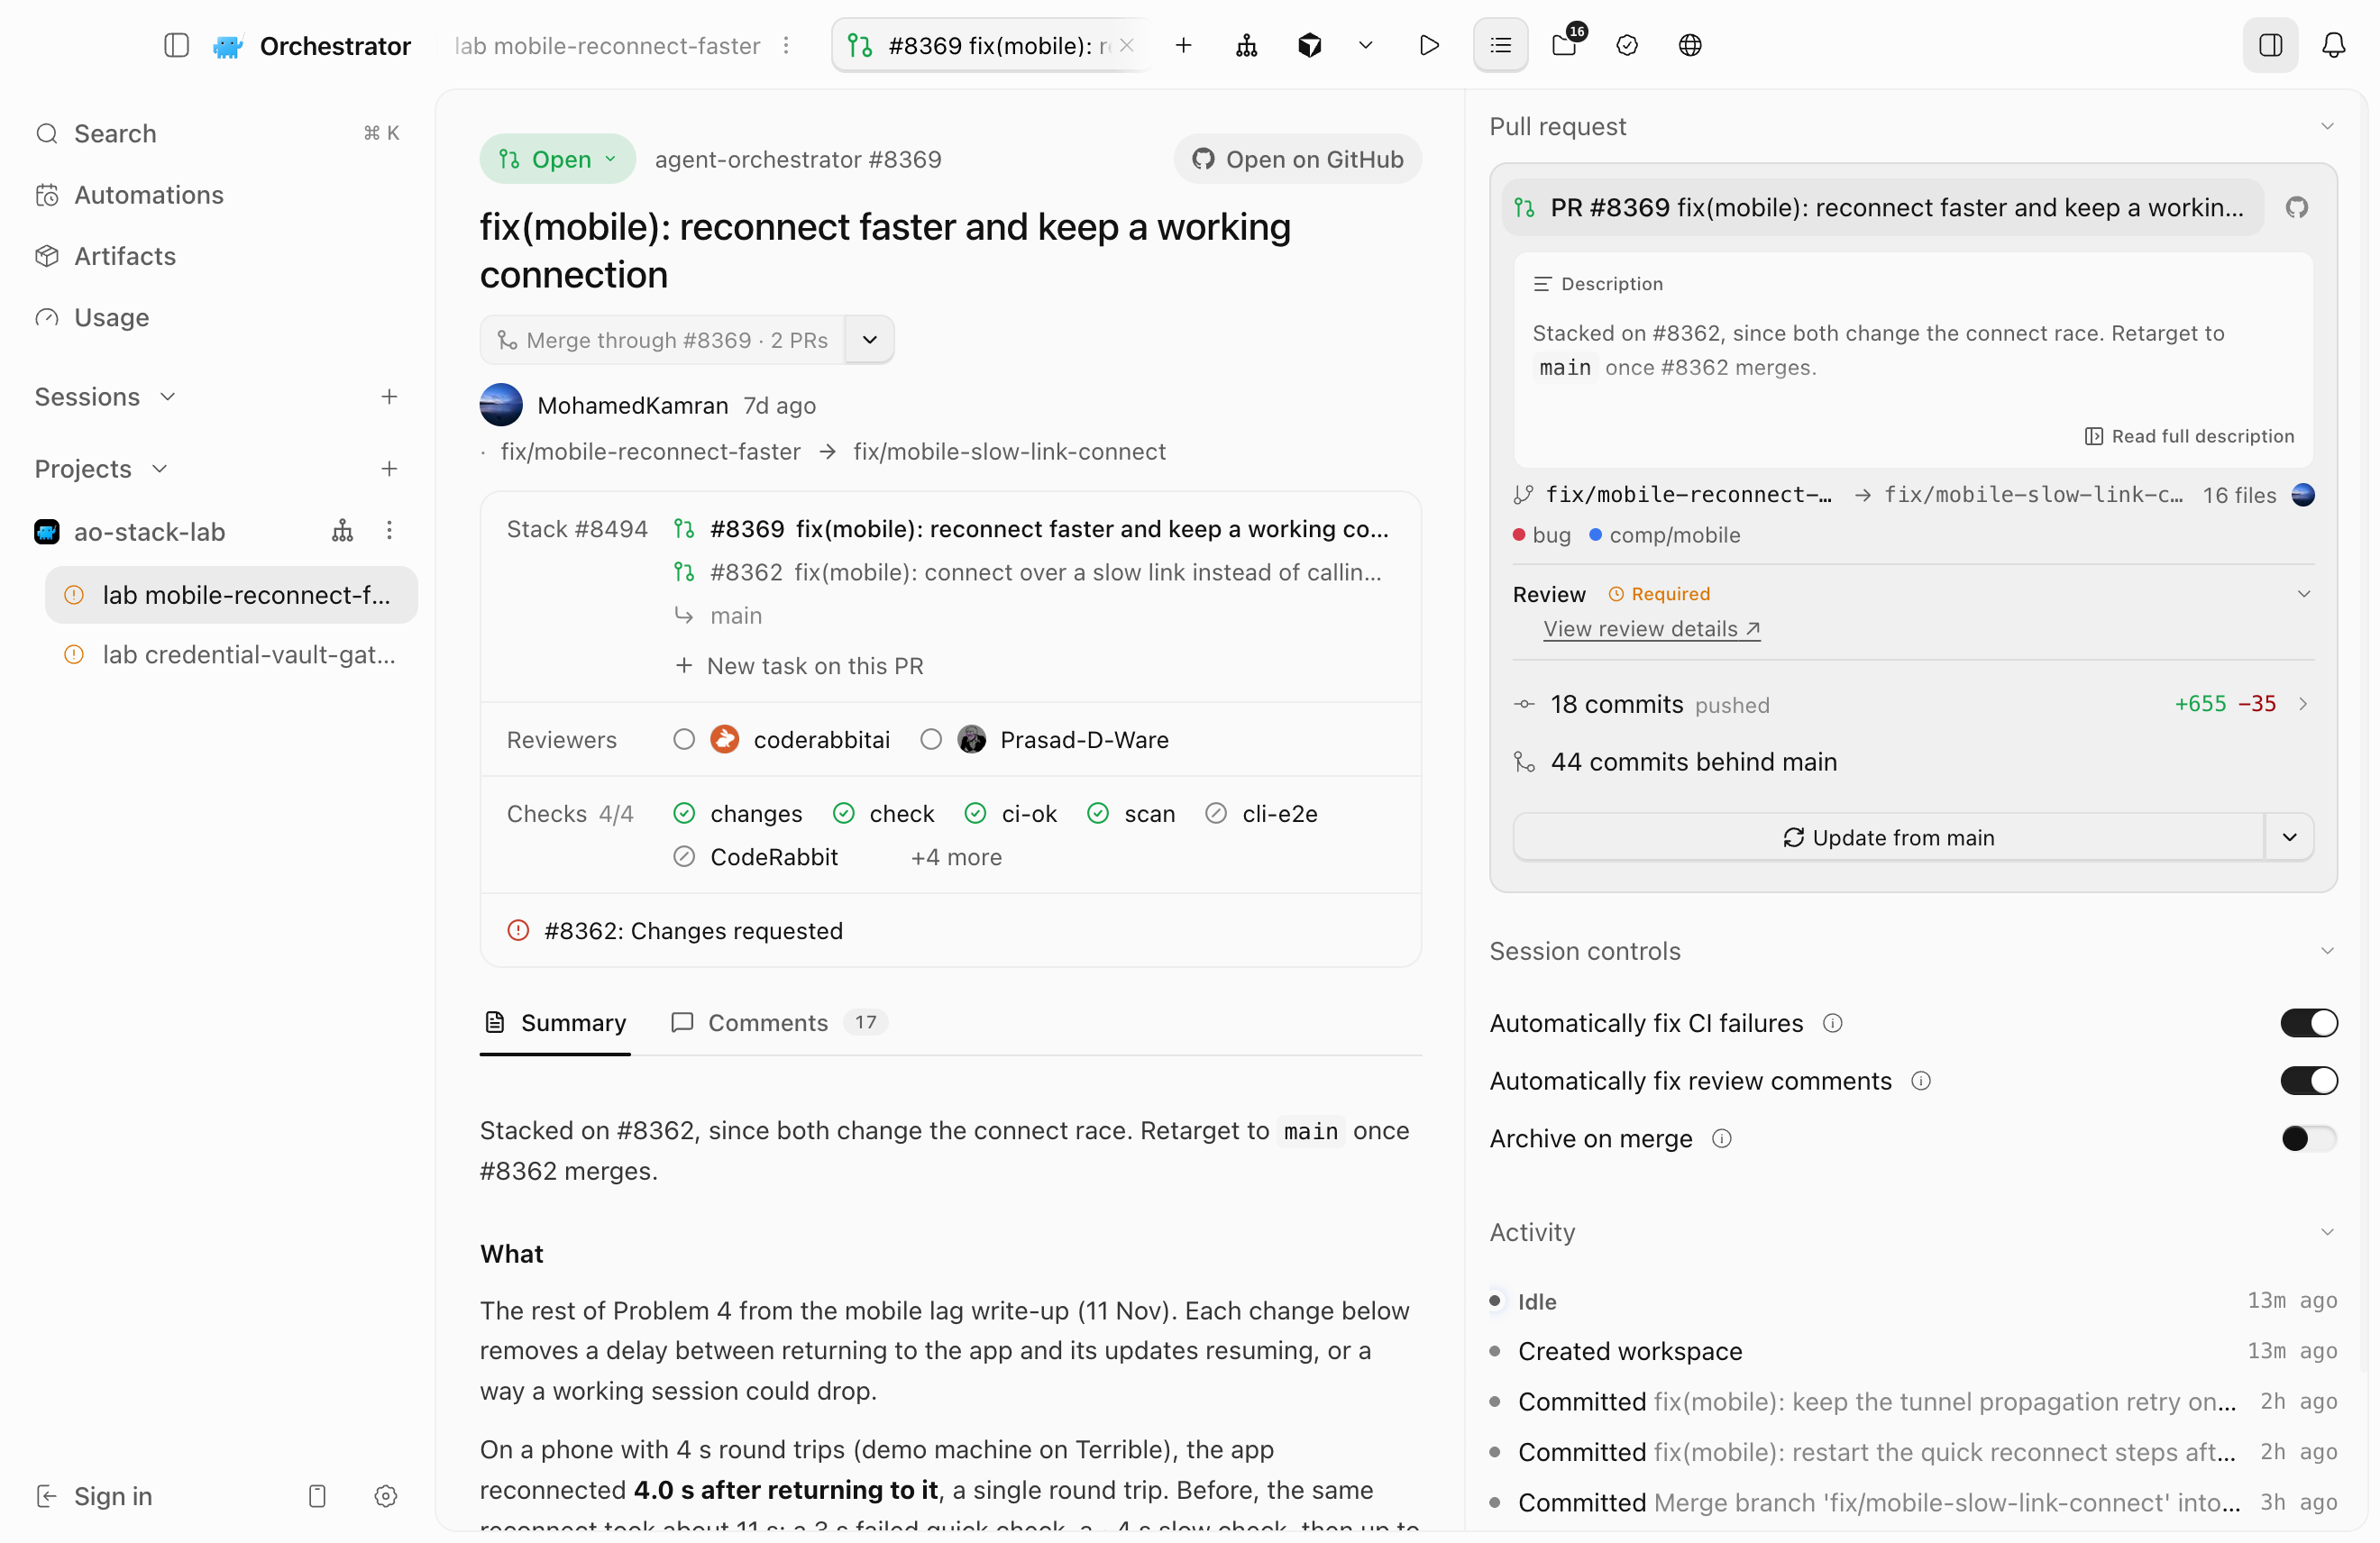 Orchestrator
lab mobile-reconnect-faster
#8369 fix(mobile): r
16
Search
⌘ K
Automations
Artifacts
Usage
Sessions
Projects
ao-stack-lab
lab mobile-reconnect-f...
lab credential-vault-gat...
Sign in
Open
agent-orchestrator #8369
Open on GitHub
fix(mobile): reconnect faster and keep a working
connection
Merge through #8369 · 2 PRs
MohamedKamran 7d ago
· fix/mobile-reconnect-faster → fix/mobile-slow-link-connect
Stack #8494
#8369 fix(mobile): reconnect faster and keep a working co...
#8362 fix(mobile): connect over a slow link instead of callin...
main
New task on this PR
Reviewers
coderabbitai
Prasad-D-Ware
Checks 4/4
changes
check
ci-ok
scan
cli-e2e
CodeRabbit
+4 more
#8362: Changes requested
Summary
Comments 17
Stacked on #8362, since both change the connect race. Retarget to main once
#8362 merges.
What
The rest of Problem 4 from the mobile lag write-up (11 Nov). Each change below
removes a delay between returning to the app and its updates resuming, or a
way a working session could drop.
On a phone with 4 s round trips (demo machine on Terrible), the app
reconnected 4.0 s after returning to it, a single round trip. Before, the same
reconnect took about 11 s: a 3 s failed quick check, a ~4 s slow check, then up to
Pull request
PR #8369 fix(mobile): reconnect faster and keep a workin...
Description
Stacked on #8362, since both change the connect race. Retarget to
main once #8362 merges.
Read full description
fix/mobile-reconnect-... → fix/mobile-slow-link-c... 16 files
bug
comp/mobile
Review Required
View review details ↗
18 commits pushed
+655 −35
44 commits behind main
Update from main
Session controls
Automatically fix CI failures
Automatically fix review comments
Archive on merge
Activity
Idle 13m ago
Created workspace 13m ago
Committed fix(mobile): keep the tunnel propagation retry on... 2h ago
Committed fix(mobile): restart the quick reconnect steps aft... 2h ago
Committed Merge branch 'fix/mobile-slow-link-connect' into... 3h ago